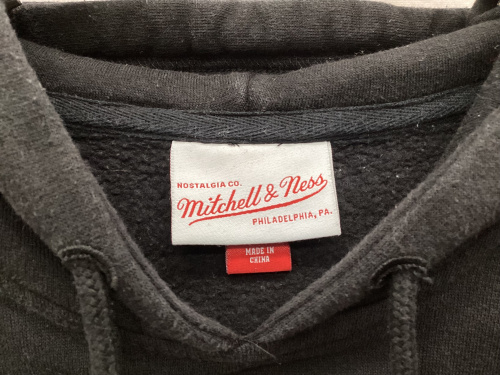 NOSTALGIA CO.
Mitchell & Ness
PHILADELPHIA, PA.
MADE IN
CHINA